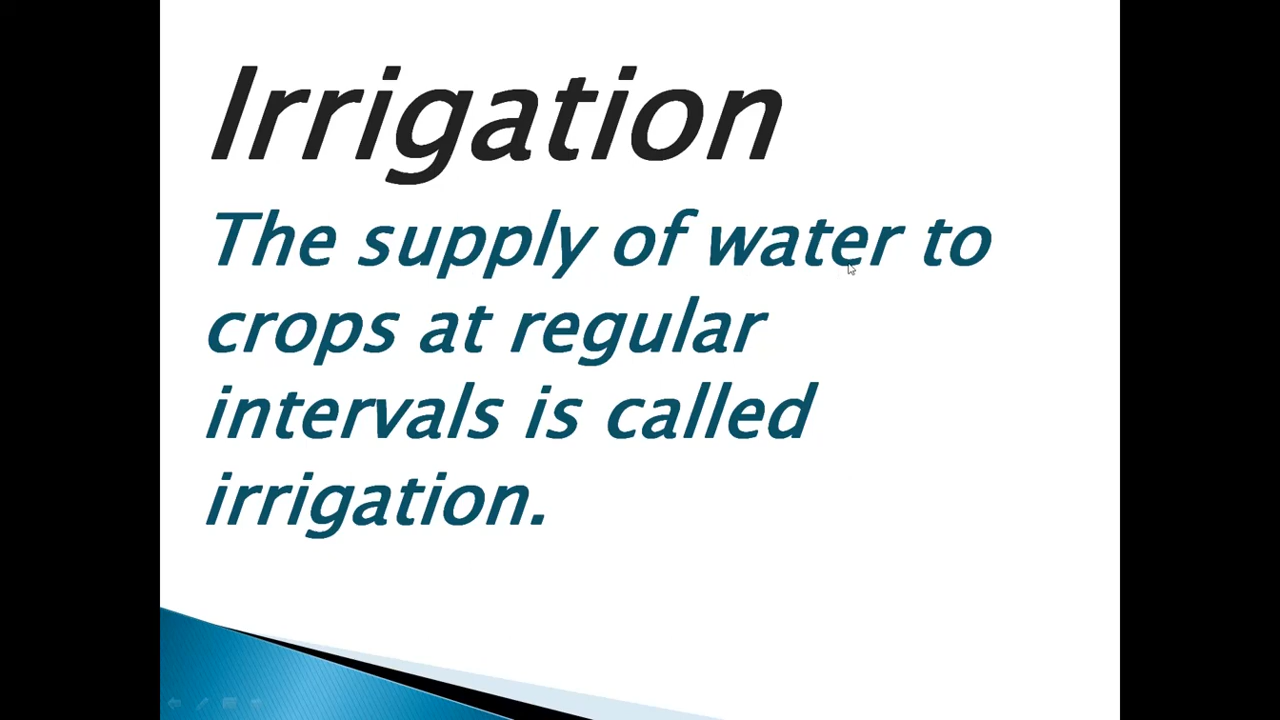 Irrigation
The supply of water to
crops at regular
intervals is called
irrigation.